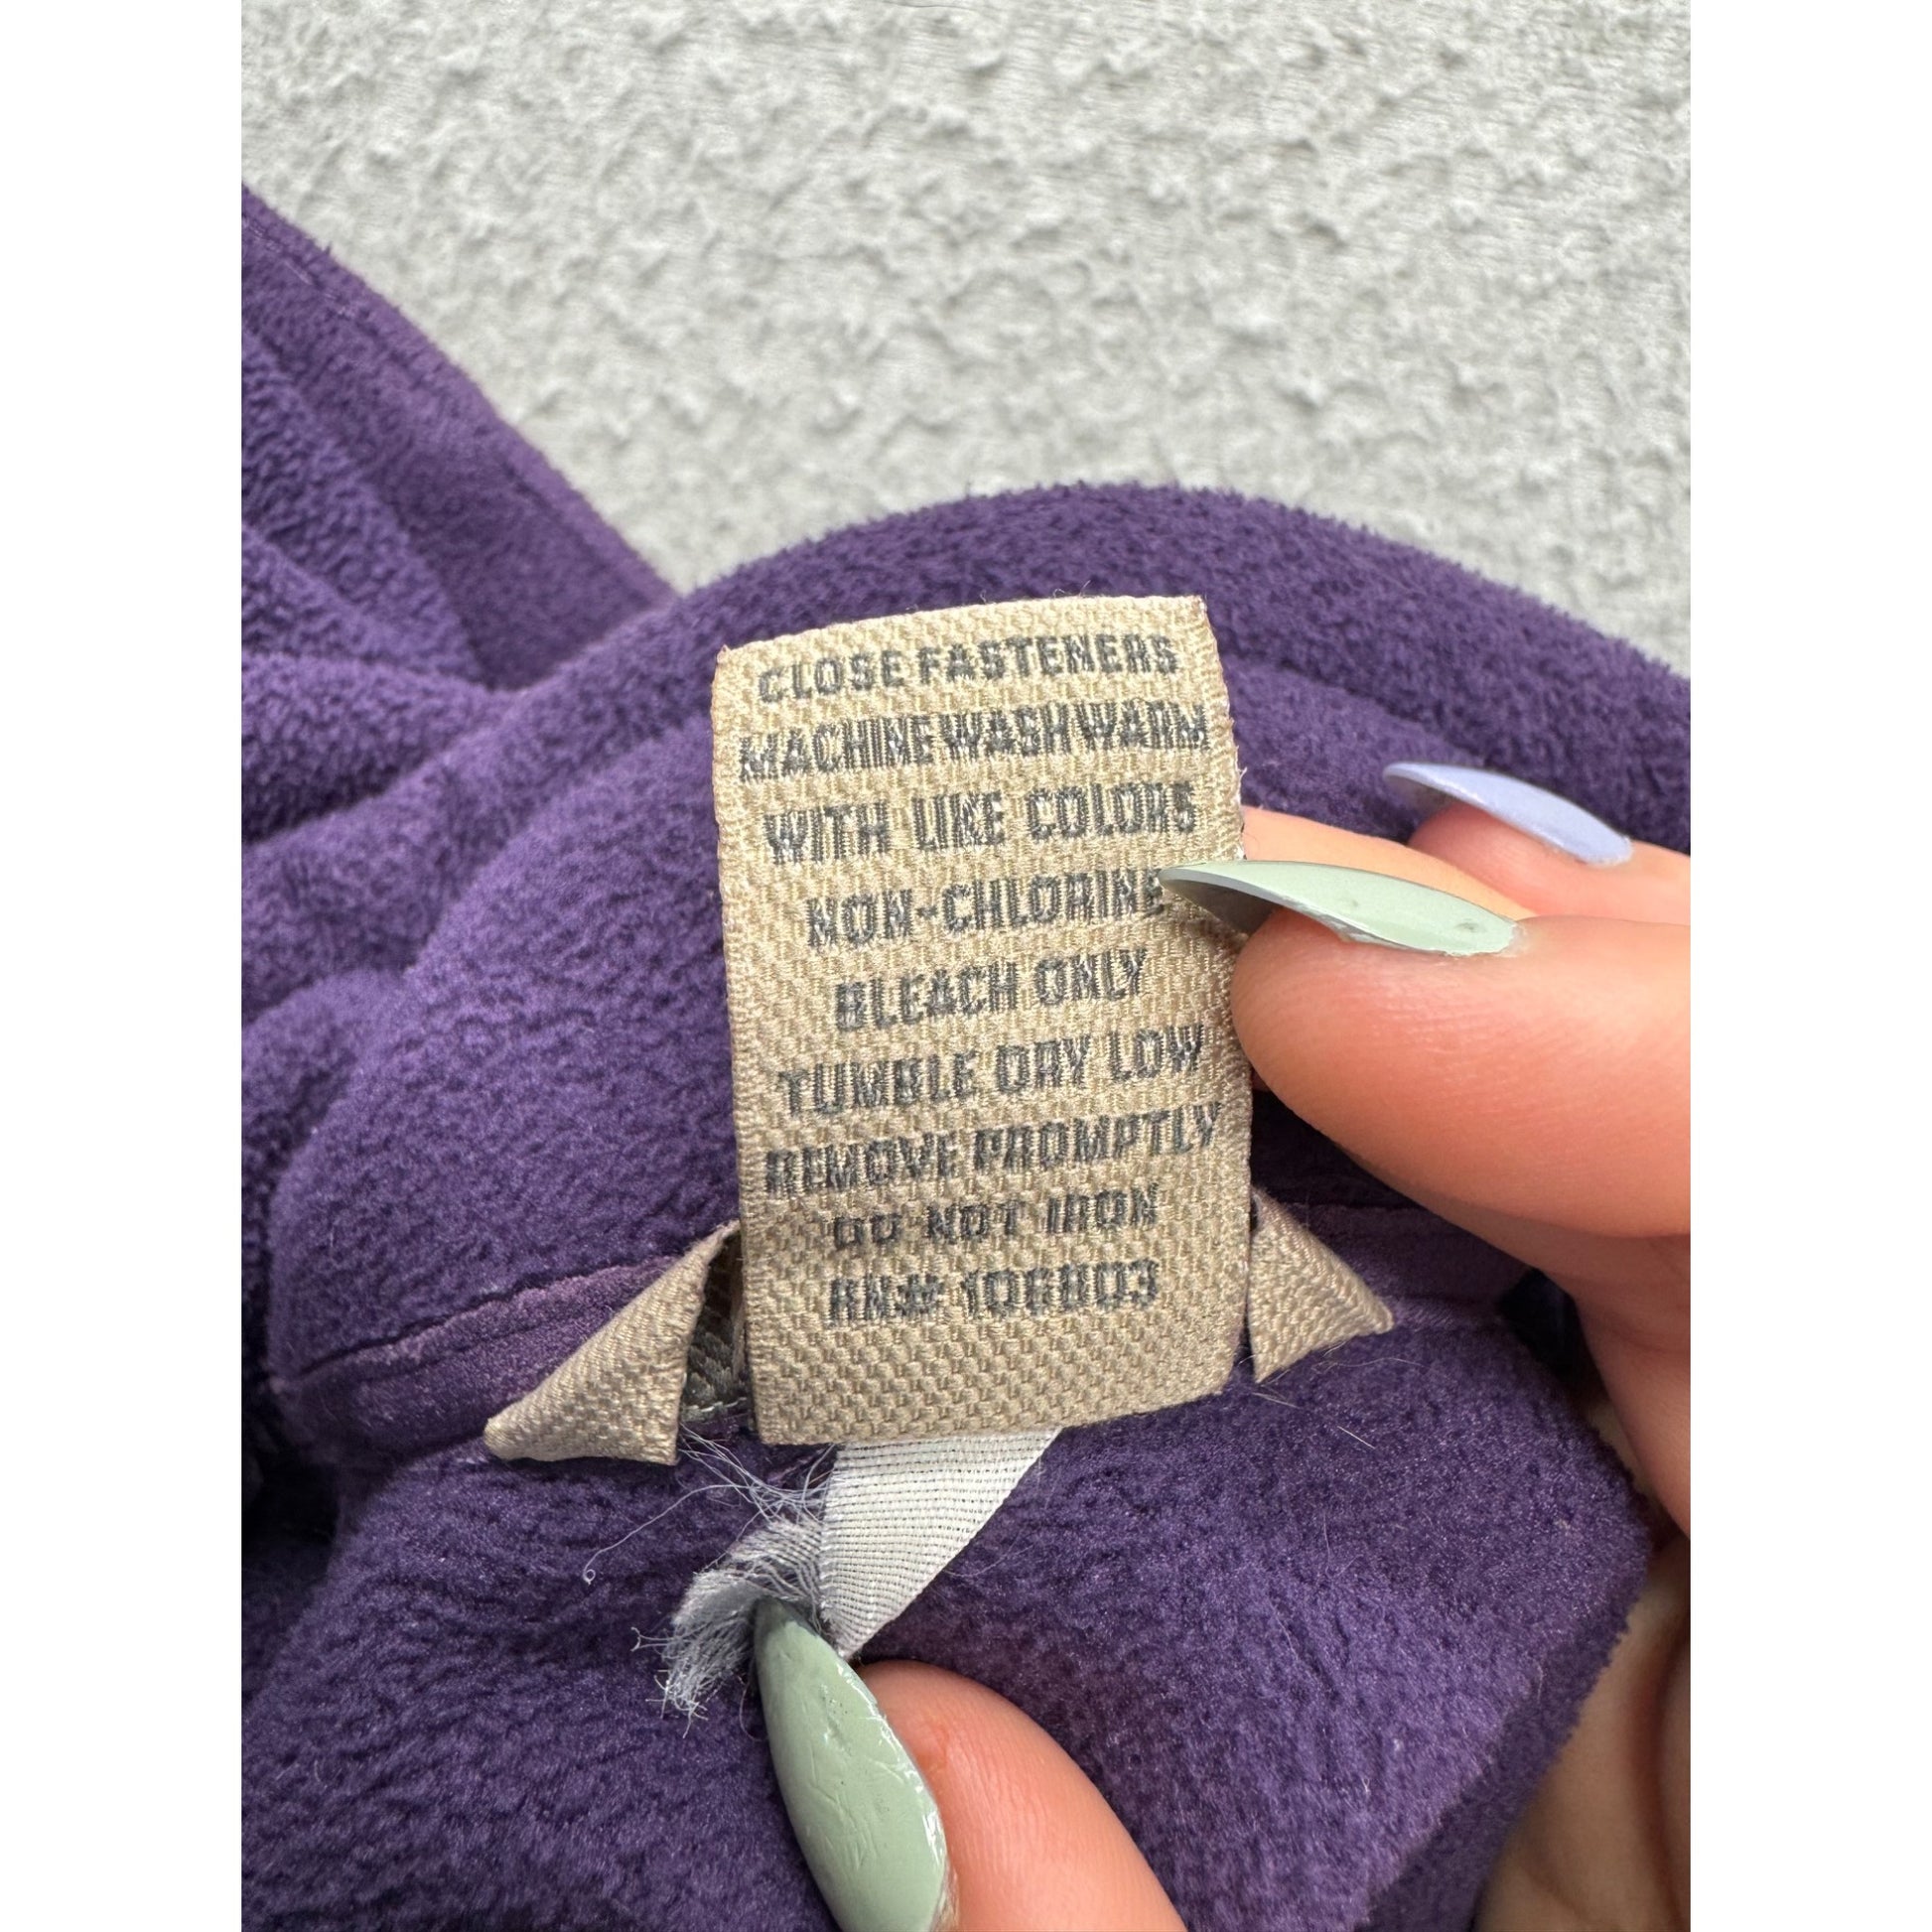 CLOSE FASTENERS
MACHINE WASH WARM
WITH LIKE COLORS
NON-CHLORINE
BLEACH ONLY
TUMBLE DRY LOW
REMOVE PROMPTLY
DO NOT IRON
RN# 106803